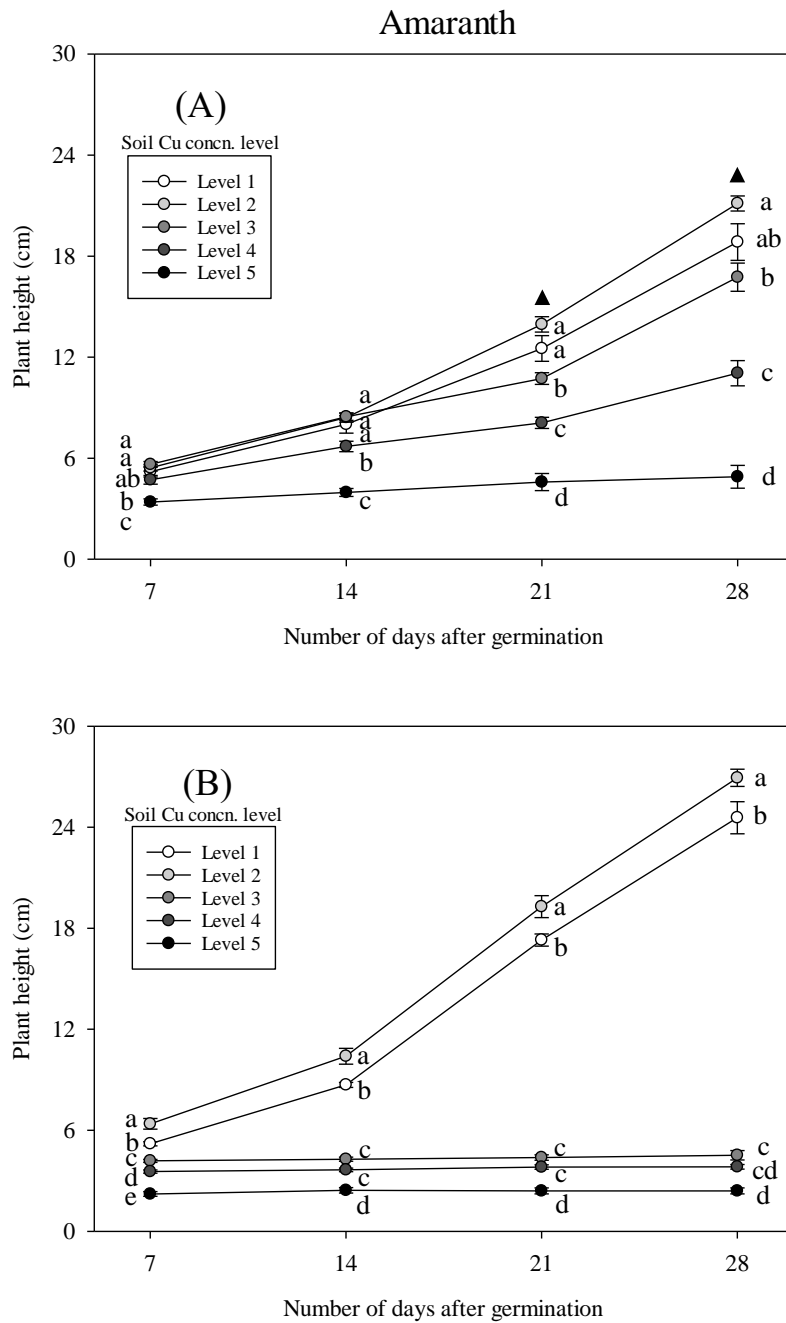 Amaranth
30
(A)
Soil Cu concn. level
Level 1
Level 2
Level 3
Level 4
Level 5
24
18
12
6
0
Plant height (cm)
a
a
ab
b
c
a
a
a
b
c
a
a
b
c
d
a
ab
b
c
d
7 14 21 28
Number of days after germination
30
(B)
Soil Cu concn. level
Level 1
Level 2
Level 3
Level 4
Level 5
24
18
12
6
0
Plant height (cm)
a
b
c
d
e
a
b
c
c
d
a
b
c
c
d
a
b
c
cd
d
7 14 21 28
Number of days after germination